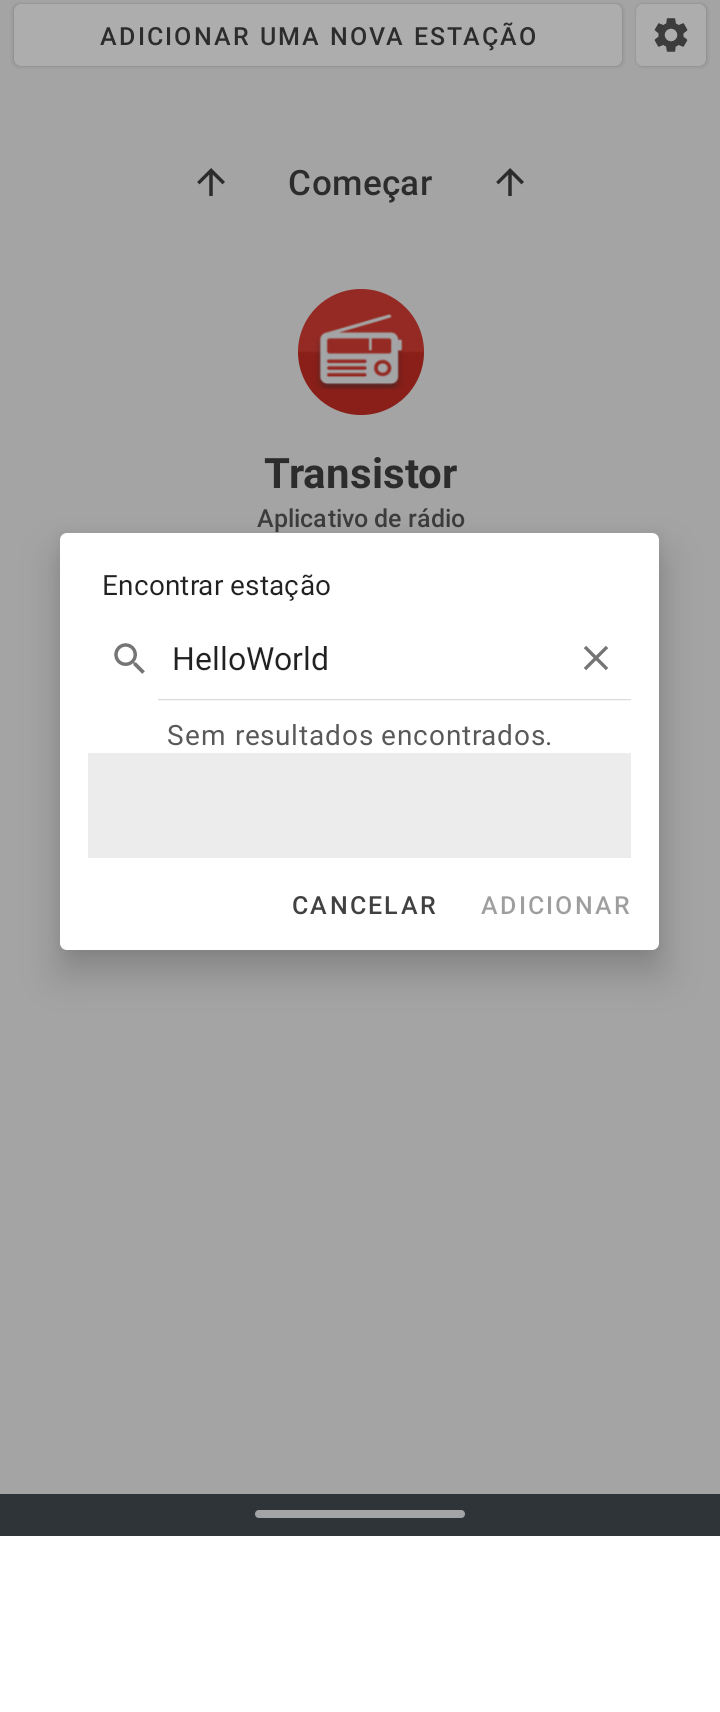 ADICIONAR UMA NOVA ESTAÇÃO
Começar
Transistor
Aplicativo de rádio
Encontrar estação
HelloWorld
Sem resultados encontrados.
CANCELAR ADICIONAR